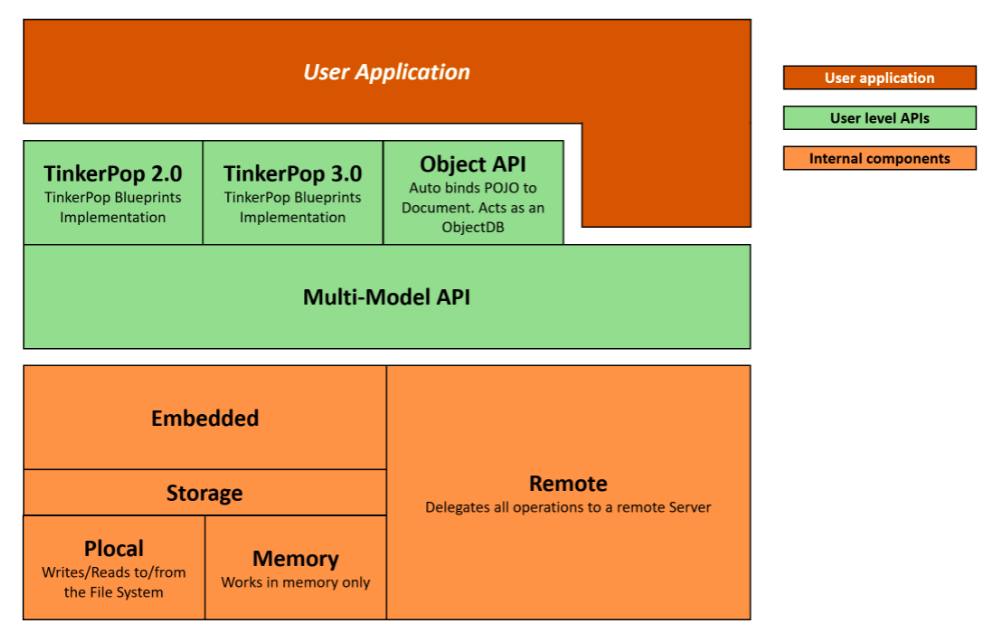 User Application
User application
User level APIs
Internal components
TinkerPop 2.0
TinkerPop Blueprints
Implementation
TinkerPop 3.0
TinkerPop Blueprints
Implementation
Object API
Auto binds POJO to
Document. Acts as an
ObjectDB
Multi-Model API
Embedded
Storage
Plocal
Writes/Reads to/from
the File System
Memory
Works in memory only
Remote
Delegates all operations to a remote Server